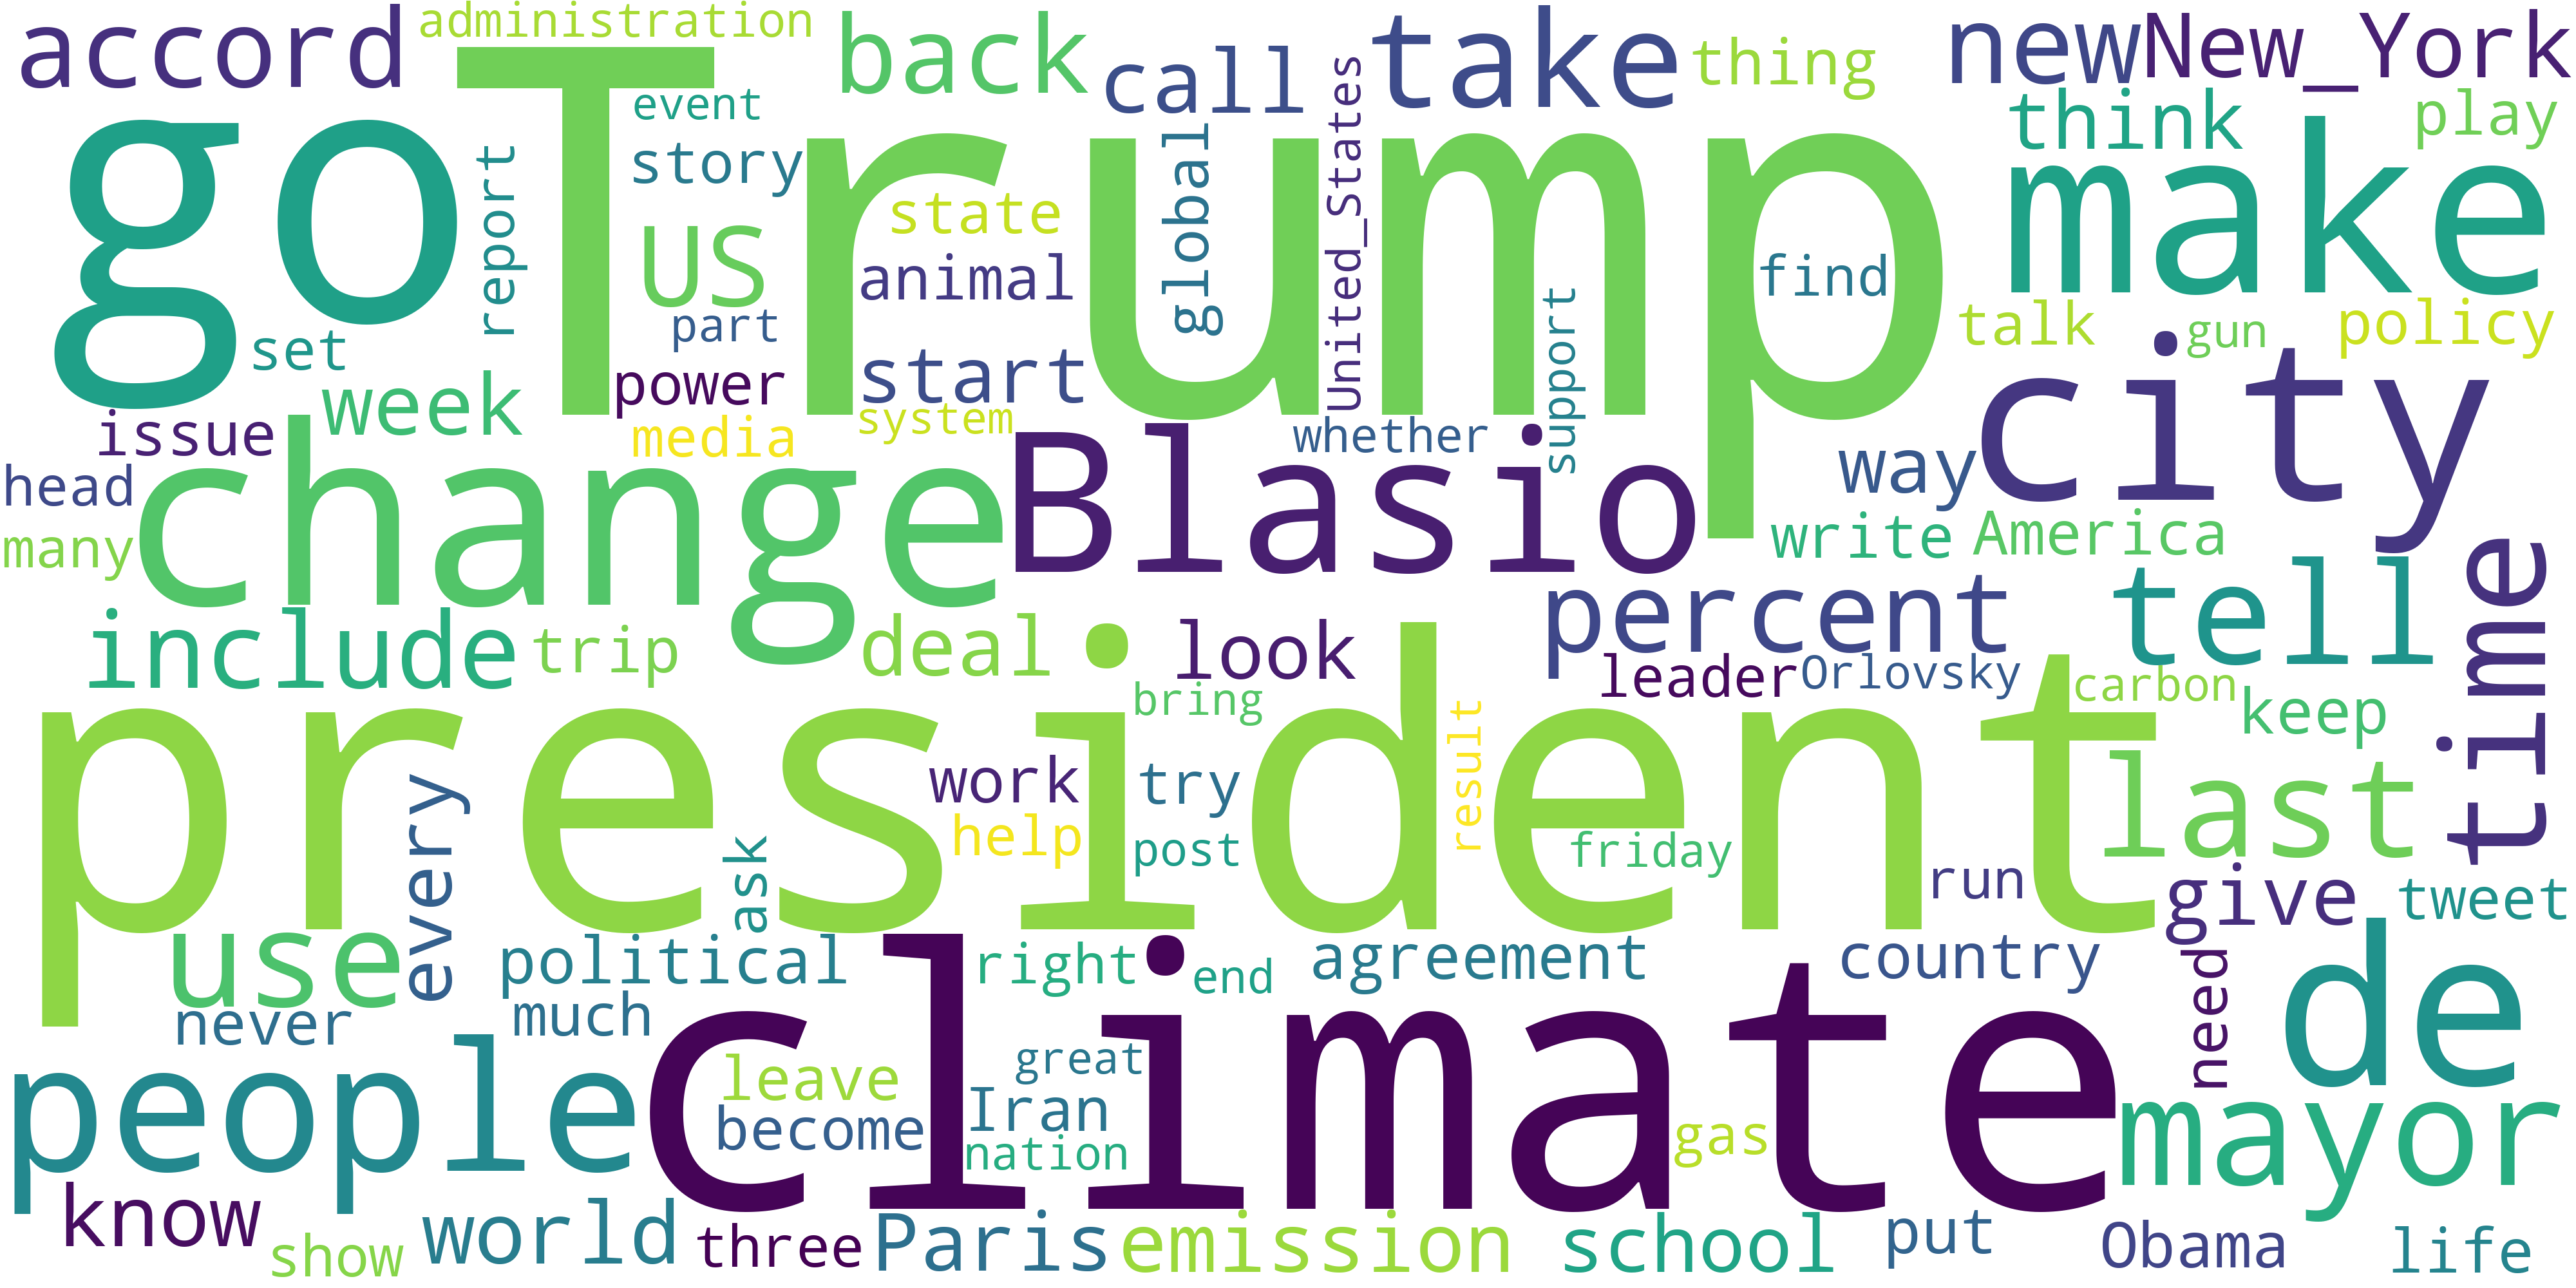 administration
accord
back
take
new
New_York
Trump
go
call
thing
event
think
play
story
report
global
United_States
make
US
state
animal
find
part
set
talk
gun
policy
power
start
support
week
issue
system
media
whether
city
change
Blasio
way
head
many
write
America
percent
tell
time
include
trip
deal
look
leader
Orlovsky
carbon
keep
bring
president
result
last
work
try
every
help
post
friday
ask
run
give
tweet
use
political
right
end
agreement
country
need
de
never
much
climate
people
leave
great
become
Iran
nation
gas
mayor
know
show
world
three
Paris
emission
school
put
Obama
life